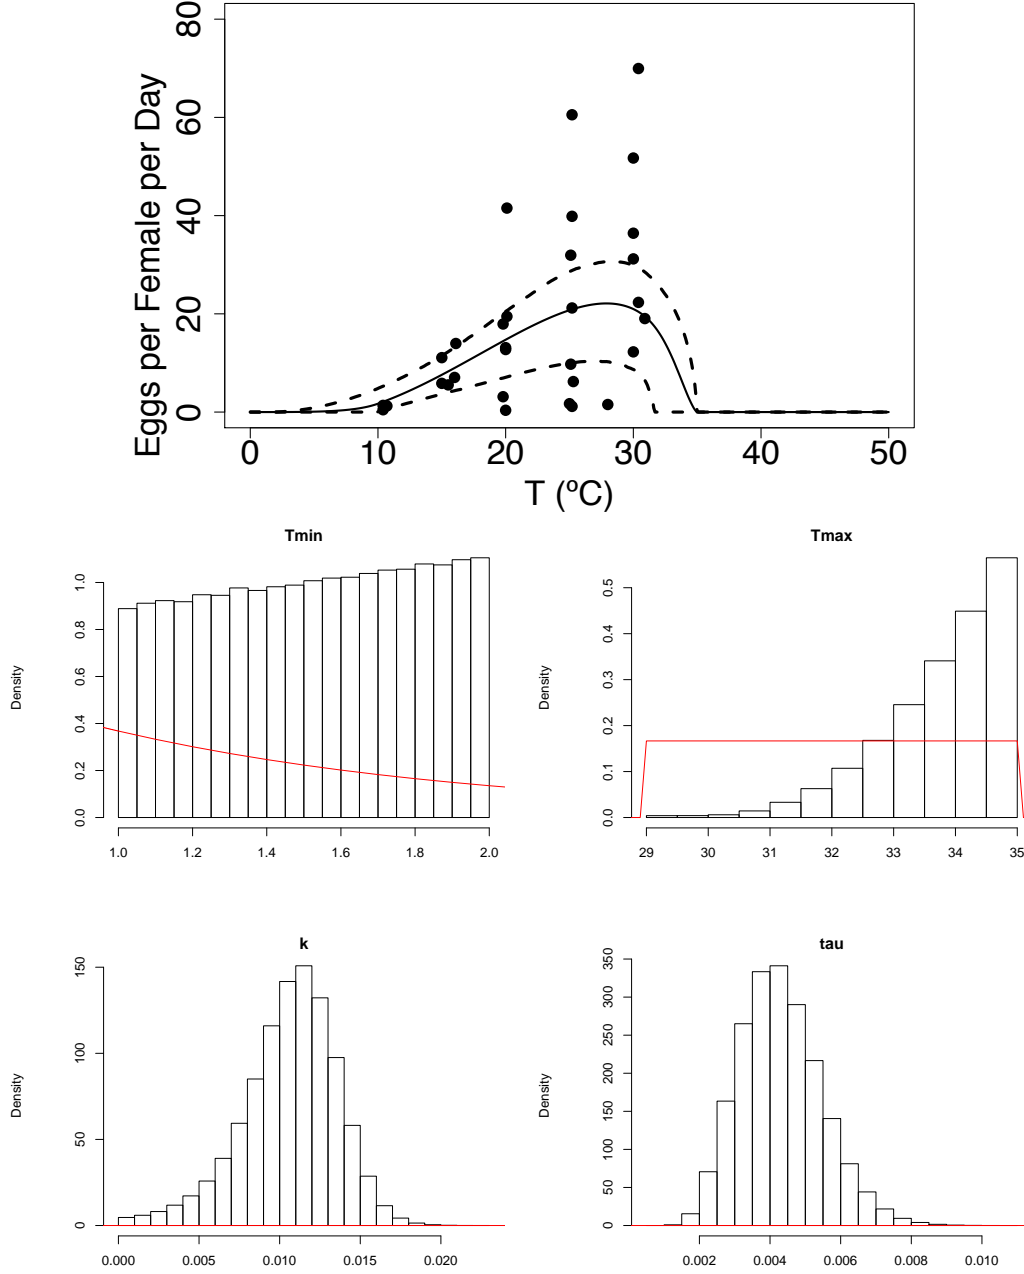 Eggs per Female per Day
80
60
40
20
0
0 10 20 30 40 50
T (ºC)
Tmin
Density
1.0
0.8
0.6
0.4
0.2
0.0
1.0 1.2 1.4 1.6 1.8 2.0
Tmax
Density
0.5
0.4
0.3
0.2
0.1
0.0
29 30 31 32 33 34 35
k
Density
150
100
50
0
0.000 0.005 0.010 0.015 0.020
tau
Density
350
300
250
200
150
100
50
0
0.002 0.004 0.006 0.008 0.010